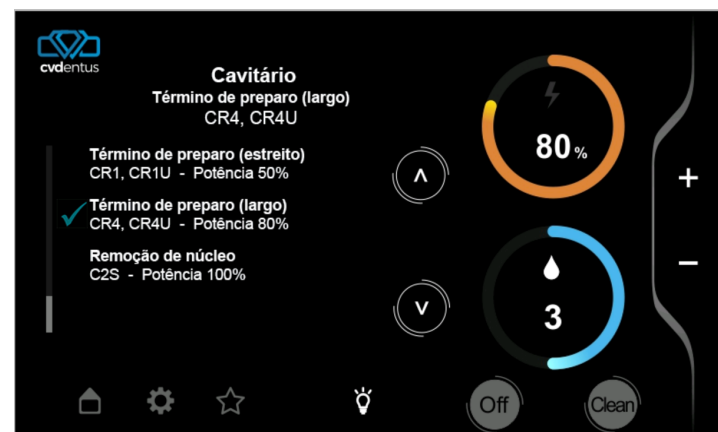 cvdentus
Cavitário
Término de preparo (largo)
CR4, CR4U
Término de preparo (estreito)
CR1, CR1U - Potência 50%
Término de preparo (largo)
CR4, CR4U - Potência 80%
Remoção de núcleo
C2S - Potência 100%
80%
3
+
−
Off
Clean